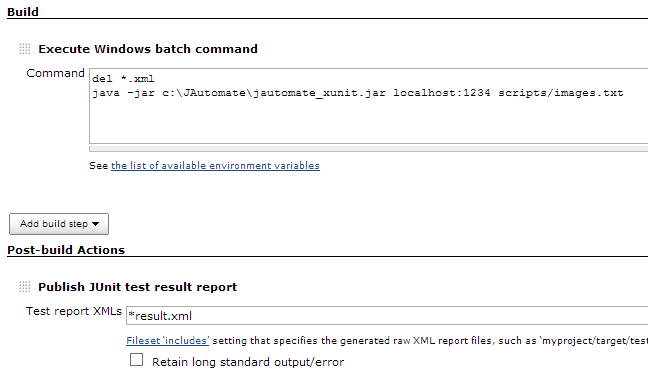 Build
Execute Windows batch command
Command
del *.xml
java -jar c:\JAutomate\jautomate_xunit.jar localhost:1234 scripts/images.txt
See the list of available environment variables
Add build step
Post-build Actions
Publish JUnit test result report
Test report XMLs *result.xml
Fileset 'includes' setting that specifies the generated raw XML report files, such as 'myproject/target/test
Retain long standard output/error